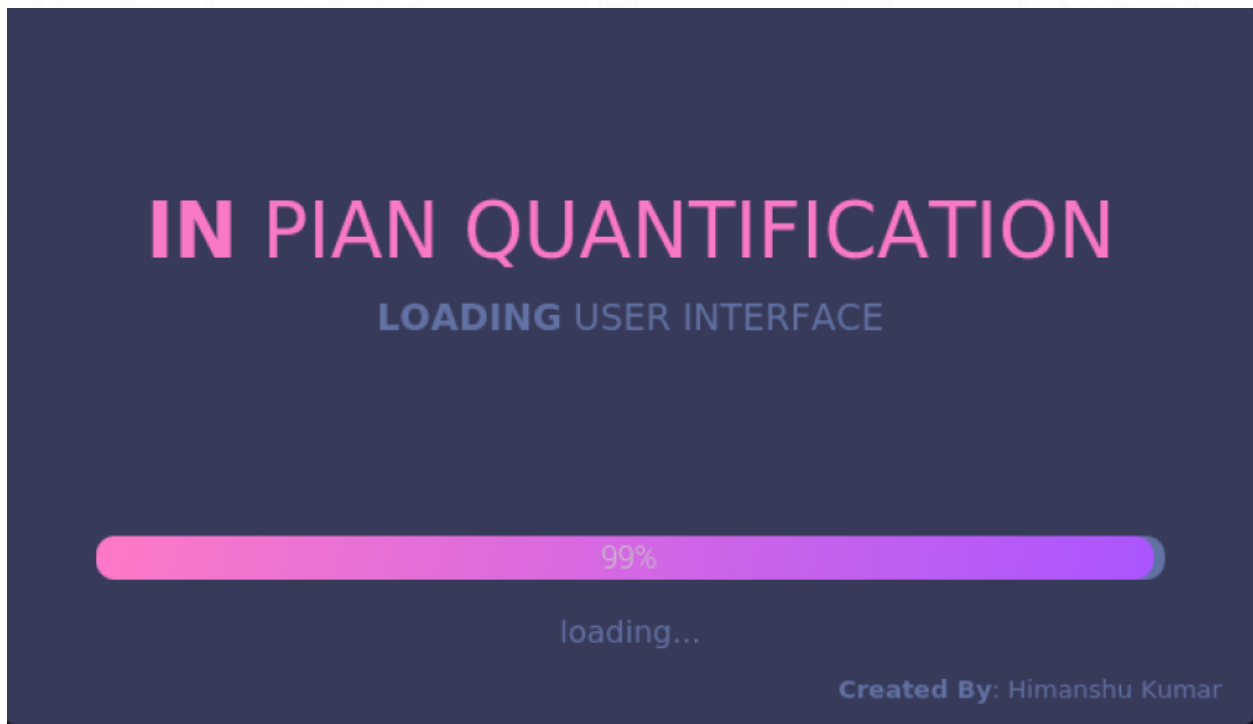 IN PIAN QUANTIFICATION
LOADING USER INTERFACE
99%
loading...
Created By: Himanshu Kumar